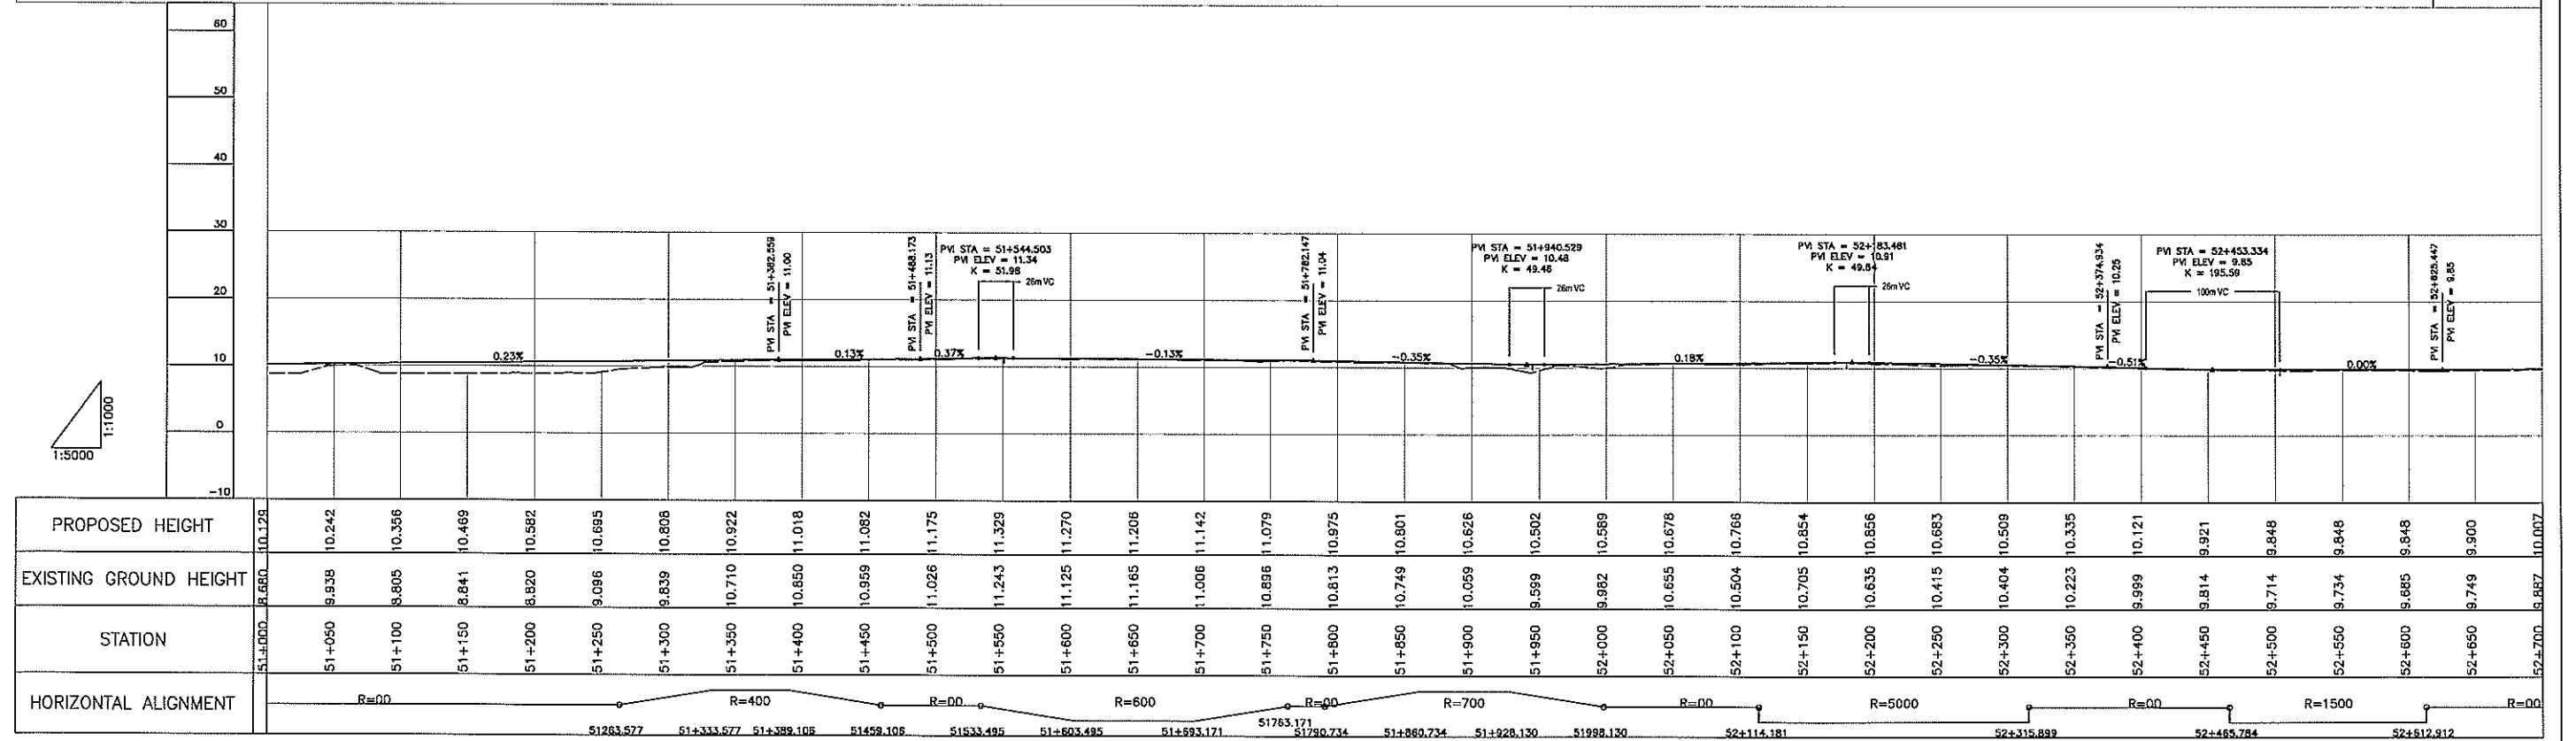 60
50
40
30
20
10
0
-10
1:1000
1:5000
PVI STA = 51+382.559
PVI ELEV = 11.00
PVI STA = 51+488.173
PVI ELEV = 11.13
PVI STA = 51+544.503
PVI ELEV = 11.34
K = 51.98
26m VC
PVI STA = 51+782.147
PVI ELEV = 11.04
PVI STA = 51+940.529
PVI ELEV = 10.48
K = 49.48
26m VC
PVI STA = 52+183.481
PVI ELEV = 10.91
K = 49.84
26m VC
PVI STA = 52+374.934
PVI ELEV = 10.25
PVI STA = 52+453.334
PVI ELEV = 9.85
K = 195.59
100m VC
PVI STA = 52+625.447
PVI ELEV = 9.85
0.23% 0.13% 0.37% -0.13% -0.35% 0.18% -0.35% -0.51% 0.00%
PROPOSED HEIGHT 10.129 10.242 10.356 10.469 10.582 10.695 10.808 10.922 11.018 11.082 11.175 11.329 11.270 11.206 11.142 11.079 10.975 10.801 10.626 10.502 10.589 10.678 10.766 10.854 10.856 10.683 10.509 10.335 10.121 9.921 9.848 9.848 9.848 9.900 10.007
EXISTING GROUND HEIGHT 8.680 9.938 8.805 8.841 8.820 9.096 9.839 10.710 10.850 10.959 11.026 11.243 11.125 11.165 11.006 10.896 10.813 10.749 10.059 9.599 9.982 10.655 10.504 10.705 10.635 10.415 10.404 10.223 9.999 9.814 9.714 9.734 9.685 9.749 9.887
STATION 51+000 51+050 51+100 51+150 51+200 51+250 51+300 51+350 51+400 51+450 51+500 51+550 51+600 51+650 51+700 51+750 51+800 51+850 51+900 51+950 52+000 52+050 52+100 52+150 52+200 52+250 52+300 52+350 52+400 52+450 52+500 52+550 52+600 52+650 52+700
HORIZONTAL ALIGNMENT R=00 R=400 R=00 R=600 R=00 R=700 R=00 R=5000 R=00 R=1500 R=00
51263.577 51+333.577 51+389.106 51459.106 51533.495 51+603.495 51+693.171 51763.171 51790.734 51+860.734 51+928.130 51998.130 52+114.181 52+315.899 52+465.784 52+612.912